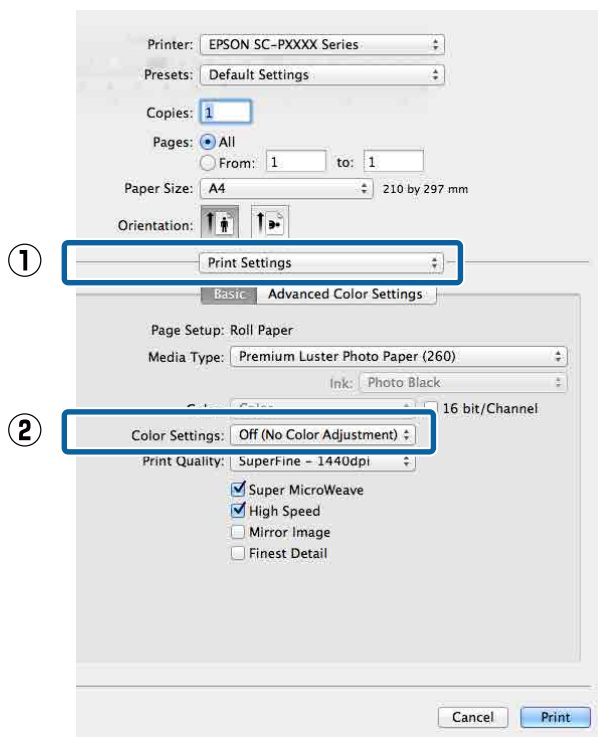 Printer: EPSON SC-PXXXX Series
Presets: Default Settings
Copies: 1
Pages: All
From: 1 to: 1
Paper Size: A4 210 by 297 mm
Orientation:
① Print Settings
Basic Advanced Color Settings
Page Setup: Roll Paper
Media Type: Premium Luster Photo Paper (260)
Ink: Photo Black
Color 16 bit/Channel
② Color Settings: Off (No Color Adjustment)
Print Quality: SuperFine - 1440dpi
Super MicroWeave
High Speed
Mirror Image
Finest Detail
Cancel Print